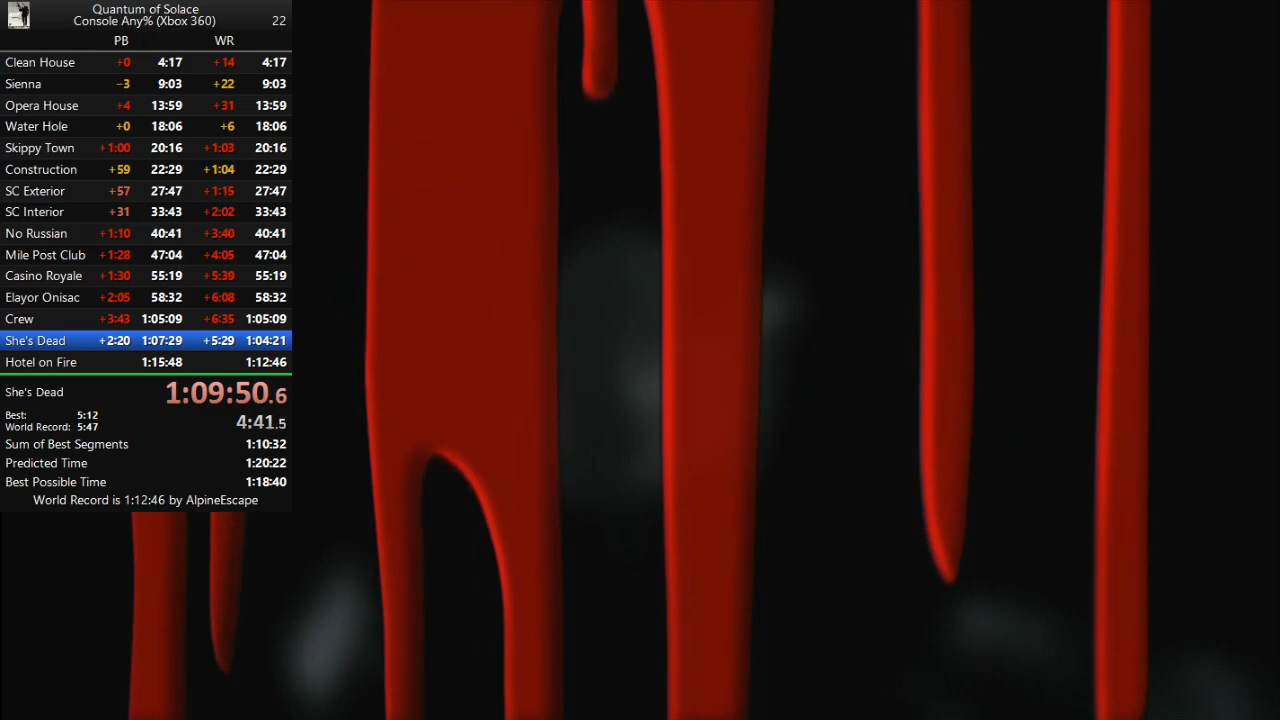 Quantum of Solace
Console Any% (Xbox 360) 22
PB WR
Clean House +0 4:17 +14 4:17
Sienna −3 9:03 +22 9:03
Opera House +4 13:59 +31 13:59
Water Hole +0 18:06 +6 18:06
Skippy Town +1:00 20:16 +1:03 20:16
Construction +59 22:29 +1:04 22:29
SC Exterior +57 27:47 +1:15 27:47
SC Interior +31 33:43 +2:02 33:43
No Russian +1:10 40:41 +3:40 40:41
Mile Post Club +1:28 47:04 +4:05 47:04
Casino Royale +1:30 55:19 +5:39 55:19
Elayor Onisac +2:05 58:32 +6:08 58:32
Crew +3:43 1:05:09 +6:35 1:05:09
She's Dead +2:20 1:07:29 +5:29 1:04:21
Hotel on Fire 1:15:48 1:12:46
She's Dead 1:09:50.6
Best: 5:12
World Record: 5:47 4:41.5
Sum of Best Segments 1:10:32
Predicted Time 1:20:22
Best Possible Time 1:18:40
World Record is 1:12:46 by AlpineEscape